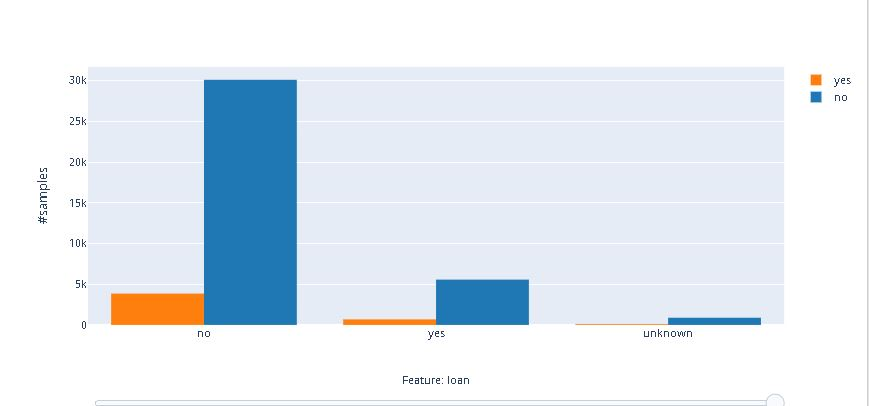 30k
25k
20k
15k
10k
5k
0
#samples
no
yes
unknown
Feature: loan
yes
no